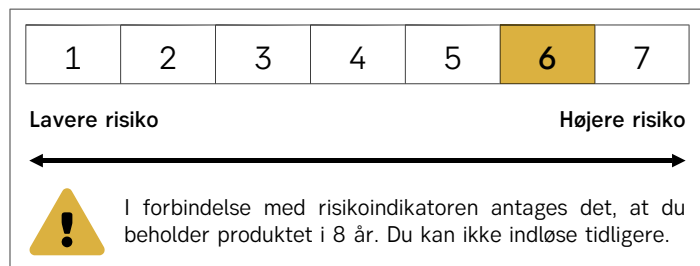 1 2 3 4 5 6 7
Lavere risiko Højere risiko
I forbindelse med risikoindikatoren antages det, at du
beholder produktet i 8 år. Du kan ikke indløse tidligere.